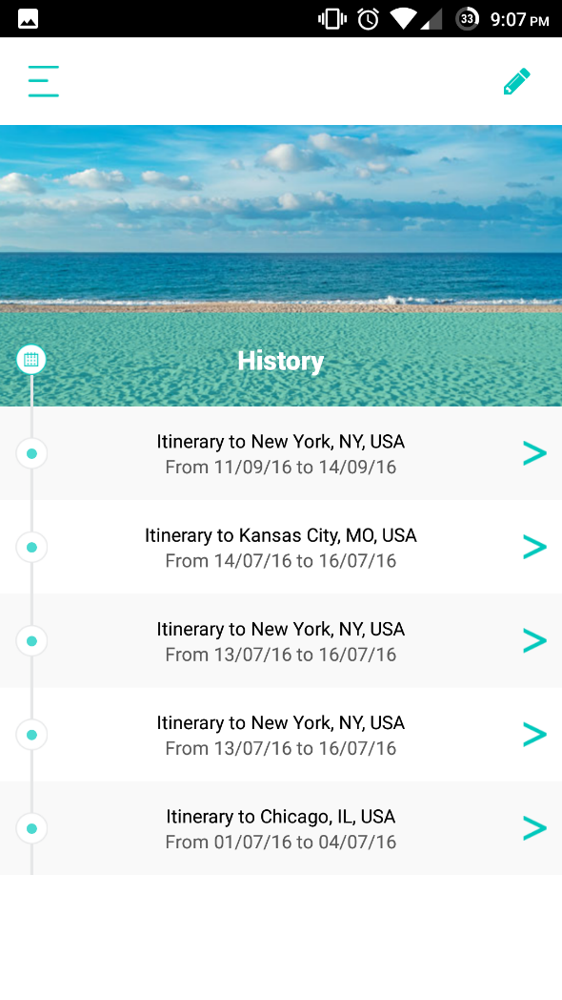 33 9:07 PM
History
Itinerary to New York, NY, USA
From 11/09/16 to 14/09/16
>
Itinerary to Kansas City, MO, USA
From 14/07/16 to 16/07/16
>
Itinerary to New York, NY, USA
From 13/07/16 to 16/07/16
>
Itinerary to New York, NY, USA
From 13/07/16 to 16/07/16
>
Itinerary to Chicago, IL, USA
From 01/07/16 to 04/07/16
>